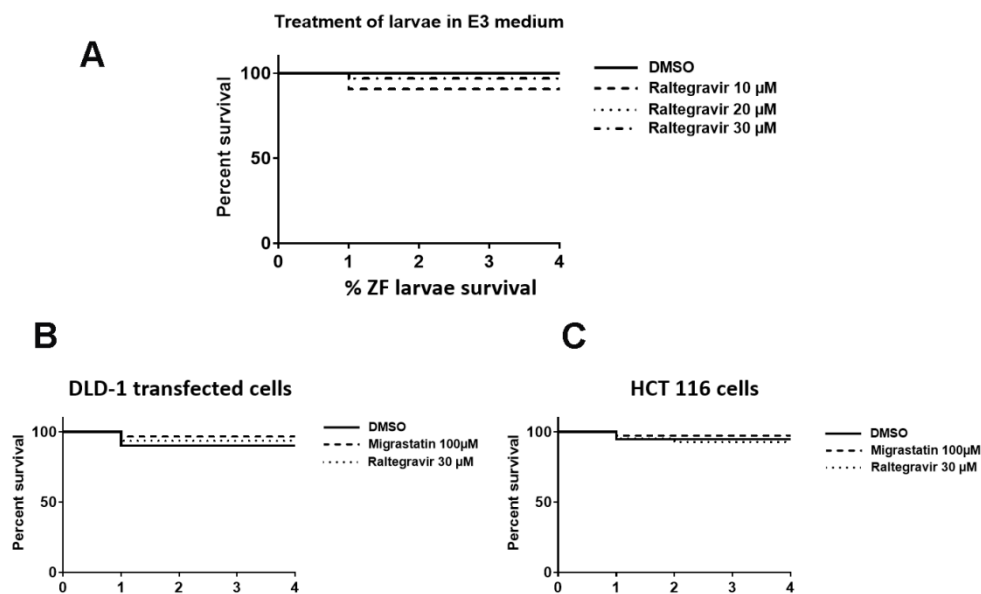 Treatment of larvae in E3 medium
A
Percent survival
100
50
0
0 1 2 3 4
% ZF larvae survival
DMSO
Raltegravir 10 µM
Raltegravir 20 µM
Raltegravir 30 µM
B
DLD-1 transfected cells
Percent survival
100
50
0
0 1 2 3 4
DMSO
Migrastatin 100µM
Raltegravir 30 µM
C
HCT 116 cells
Percent survival
100
50
0
0 1 2 3 4
DMSO
Migrastatin 100µM
Raltegravir 30 µM